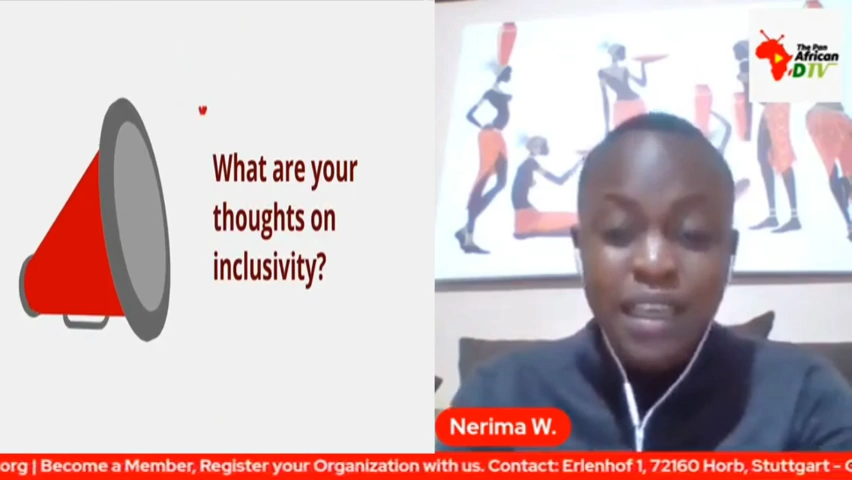 What are your
thoughts on
inclusivity?
The Pan
African
DTV
Nerima W.
org | Become a Member, Register your Organization with us. Contact: Erlenhof 1, 72160 Horb, Stuttgart - G